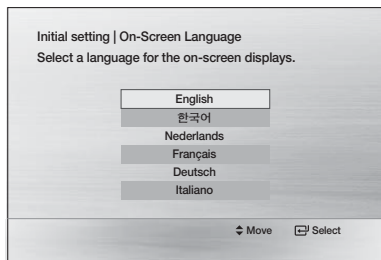 Initial setting | On-Screen Language
Select a language for the on-screen displays.
English
한국어
Nederlands
Français
Deutsch
Italiano
Move Select